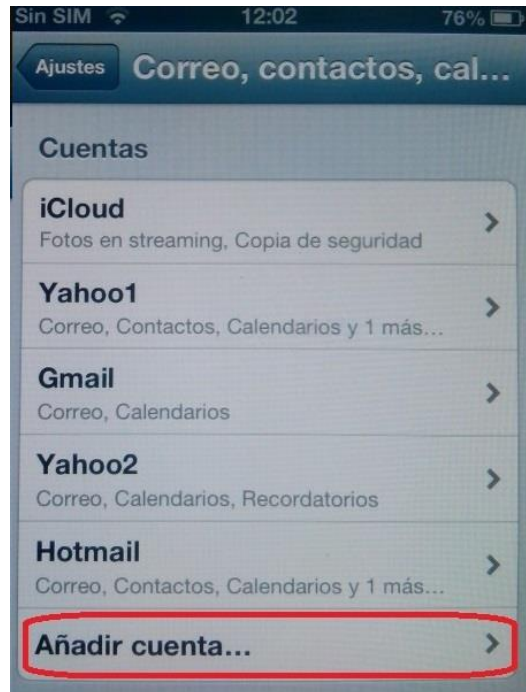 Sin SIM 12:02 76%
Ajustes Correo, contactos, cal...
Cuentas
iCloud
Fotos en streaming, Copia de seguridad
Yahoo1
Correo, Contactos, Calendarios y 1 más...
Gmail
Correo, Calendarios
Yahoo2
Correo, Calendarios, Recordatorios
Hotmail
Correo, Contactos, Calendarios y 1 más...
Añadir cuenta...